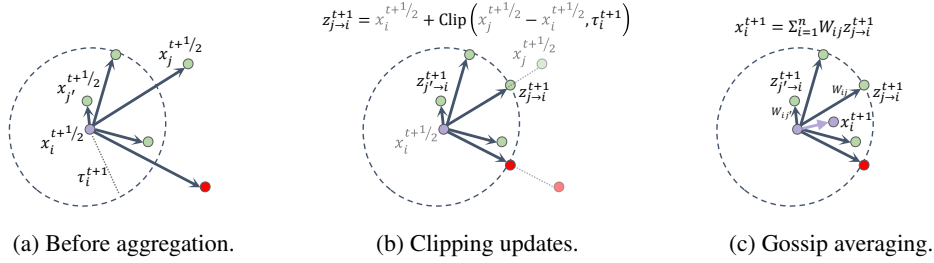 x_i^{t+1/2}
x_{j'}^{t+1/2}
x_j^{t+1/2}
τ_i^{t+1}
(a) Before aggregation.
z_{j→i}^{t+1} = x_i^{t+1/2} + Clip(x_j^{t+1/2} − x_i^{t+1/2}, τ_i^{t+1})
x_j^{t+1/2}
z_{j'→i}^{t+1}
z_{j→i}^{t+1}
x_i^{t+1/2}
(b) Clipping updates.
x_i^{t+1} = Σ_{i=1}^n W_{ij} z_{j→i}^{t+1}
z_{j'→i}^{t+1}
W_{ij}
z_{j→i}^{t+1}
W_{ij'}
x_i^{t+1}
(c) Gossip averaging.